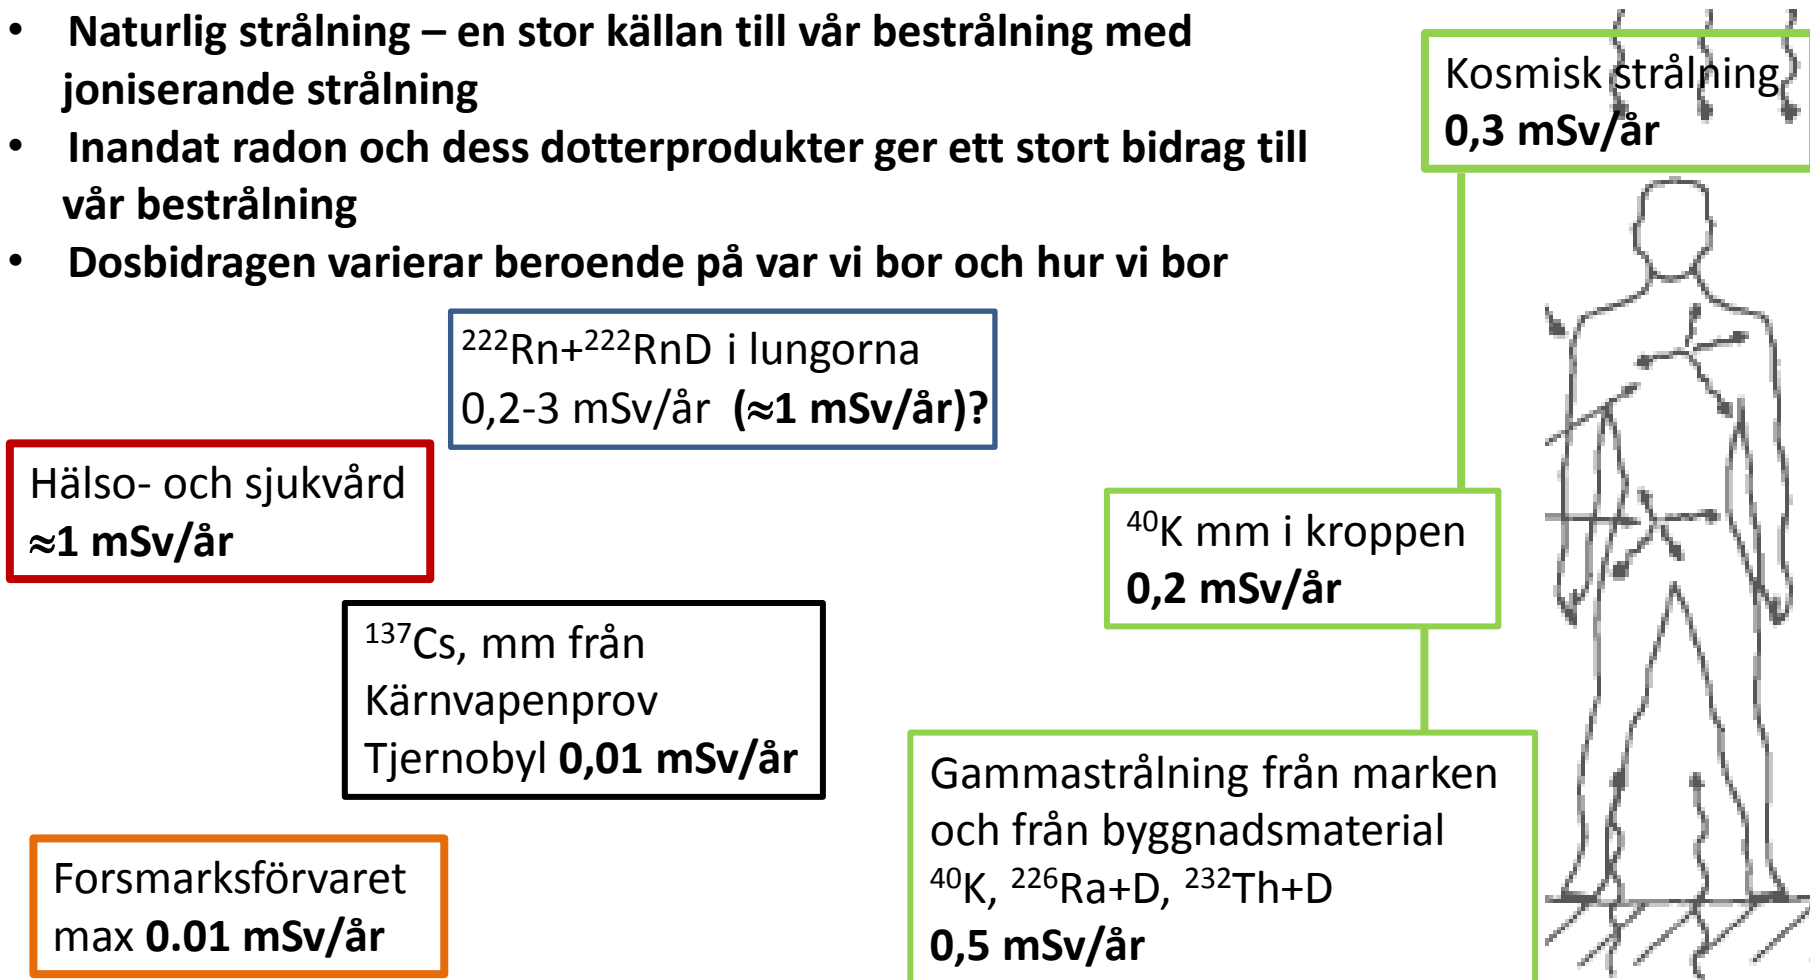 • Naturlig strålning – en stor källan till vår bestrålning med
joniserande strålning
• Inandat radon och dess dotterprodukter ger ett stort bidrag till
vår bestrålning
• Dosbidragen varierar beroende på var vi bor och hur vi bor
Kosmisk strålning
0,3 mSv/år
²²²Rn+²²²RnD i lungorna
0,2-3 mSv/år (≈1 mSv/år)?
Hälso- och sjukvård
≈1 mSv/år
⁴⁰K mm i kroppen
0,2 mSv/år
¹³⁷Cs, mm från
Kärnvapenprov
Tjernobyl 0,01 mSv/år
Gammastrålning från marken
och från byggnadsmaterial
⁴⁰K, ²²⁶Ra+D, ²³²Th+D
0,5 mSv/år
Forsmarksförvaret
max 0.01 mSv/år